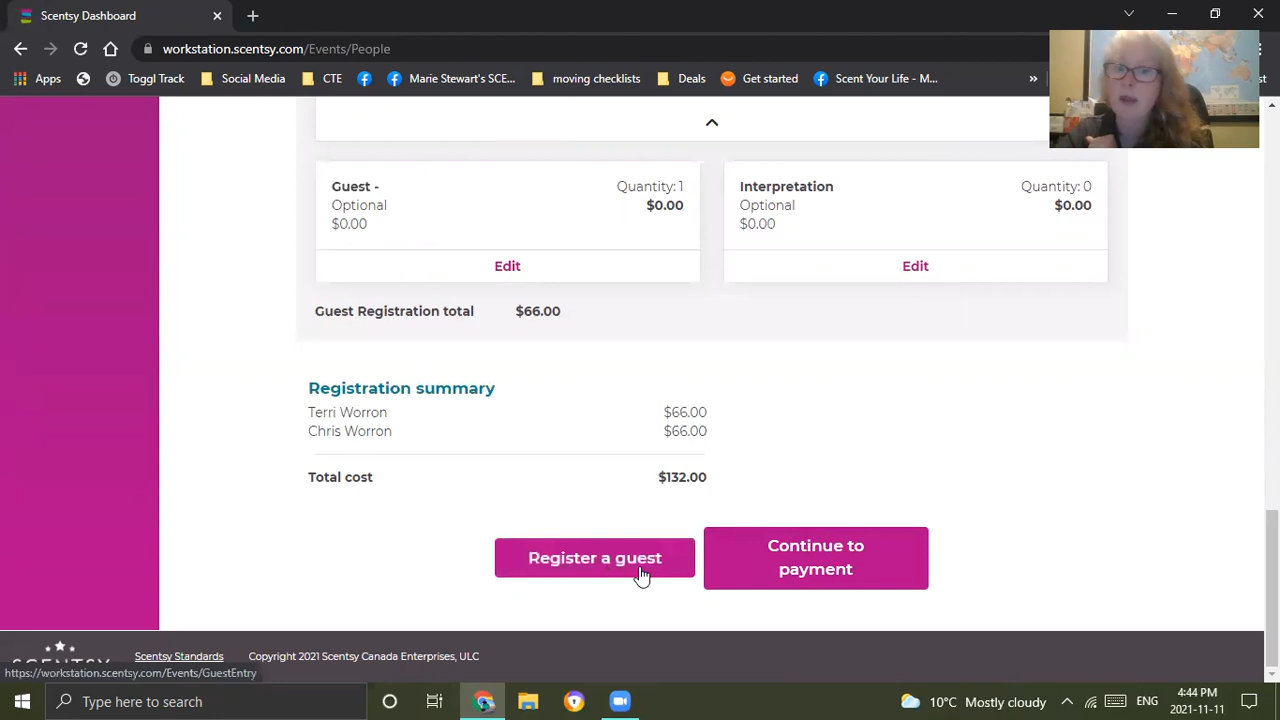 Scentsy Dashboard
workstation.scentsy.com/Events/People
Apps
Toggl Track
Social Media
CTE
Marie Stewart's SCE...
moving checklists
Deals
Get started
Scent Your Life - M...
»
Guest -
Quantity: 1
Optional
$0.00
$0.00
Edit
Interpretation
Quantity: 0
Optional
$0.00
$0.00
Edit
Guest Registration total $66.00
Registration summary
Terri Worron $66.00
Chris Worron $66.00
Total cost $132.00
Register a guest
Continue to
payment
SCENTSY
Scentsy Standards
Copyright 2021 Scentsy Canada Enterprises, ULC
https://workstation.scentsy.com/Events/GuestEntry
Type here to search
10°C Mostly cloudy
ENG
4:44 PM
2021-11-11